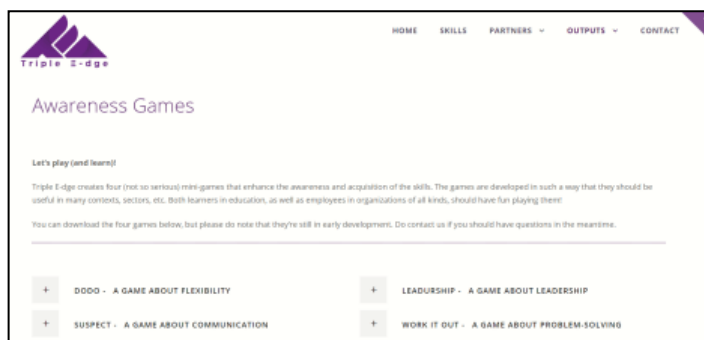 HOME SKILLS PARTNERS OUTPUTS CONTACT
Triple E-dge
Awareness Games
Let's play (and learn)!
Triple E-dge creates four (not so serious) mini-games that enhance the awareness and acquisition of the skills. The games are developed in such a way that they should be
useful in many contexts, sectors, etc. Both learners in education, as well as employees in organizations of all kinds, should have fun playing them!
You can download the four games below, but please do note that they're still in early development. Do contact us if you should have questions in the meantime.
+ DODO - A GAME ABOUT FLEXIBILITY
+ LEADURSHIP - A GAME ABOUT LEADERSHIP
+ SUSPECT - A GAME ABOUT COMMUNICATION
+ WORK IT OUT - A GAME ABOUT PROBLEM-SOLVING